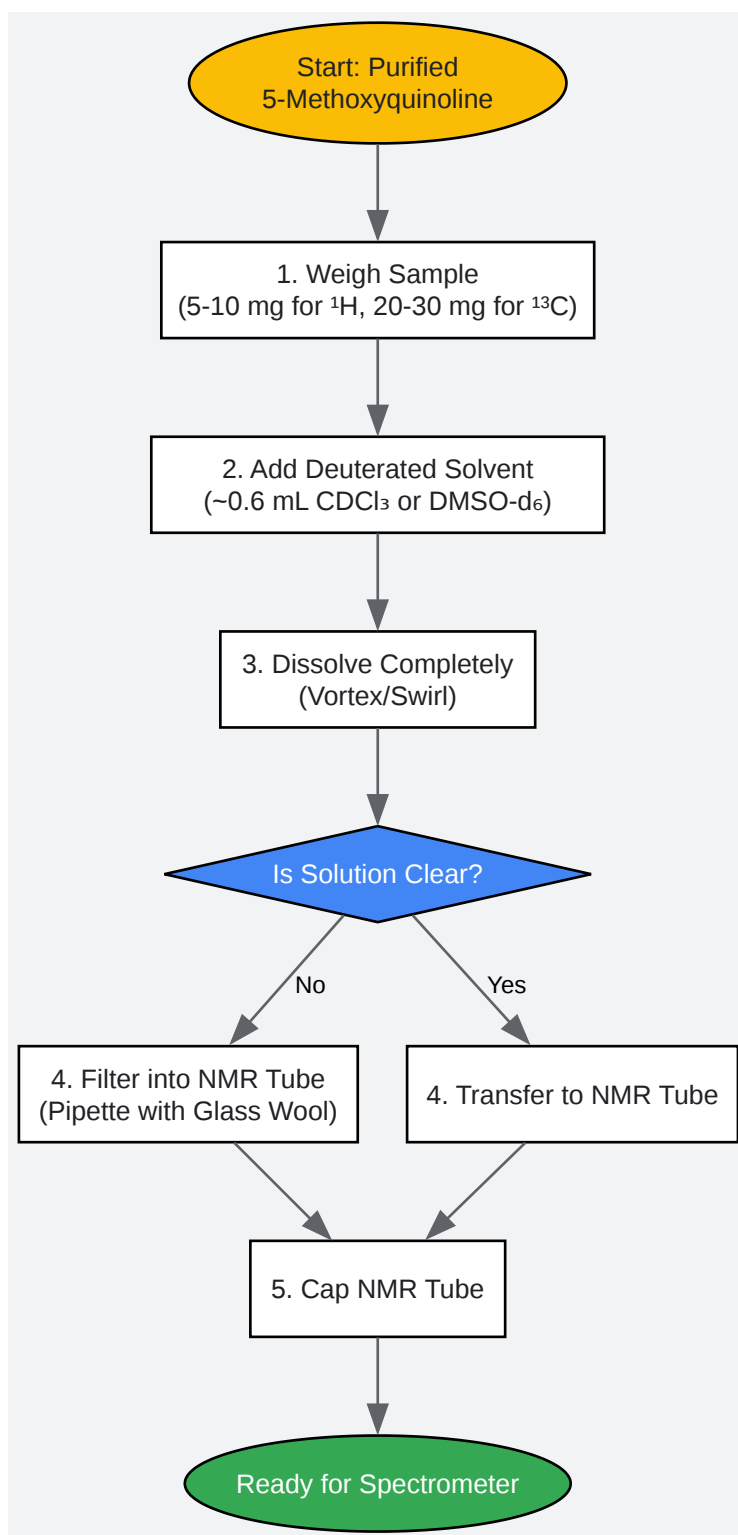 Start: Purified
5-Methoxyquinoline
1. Weigh Sample
(5-10 mg for ¹H, 20-30 mg for ¹³C)
2. Add Deuterated Solvent
(~0.6 mL CDCl₃ or DMSO-d₆)
3. Dissolve Completely
(Vortex/Swirl)
Is Solution Clear?
No
Yes
4. Filter into NMR Tube
(Pipette with Glass Wool)
4. Transfer to NMR Tube
5. Cap NMR Tube
Ready for Spectrometer